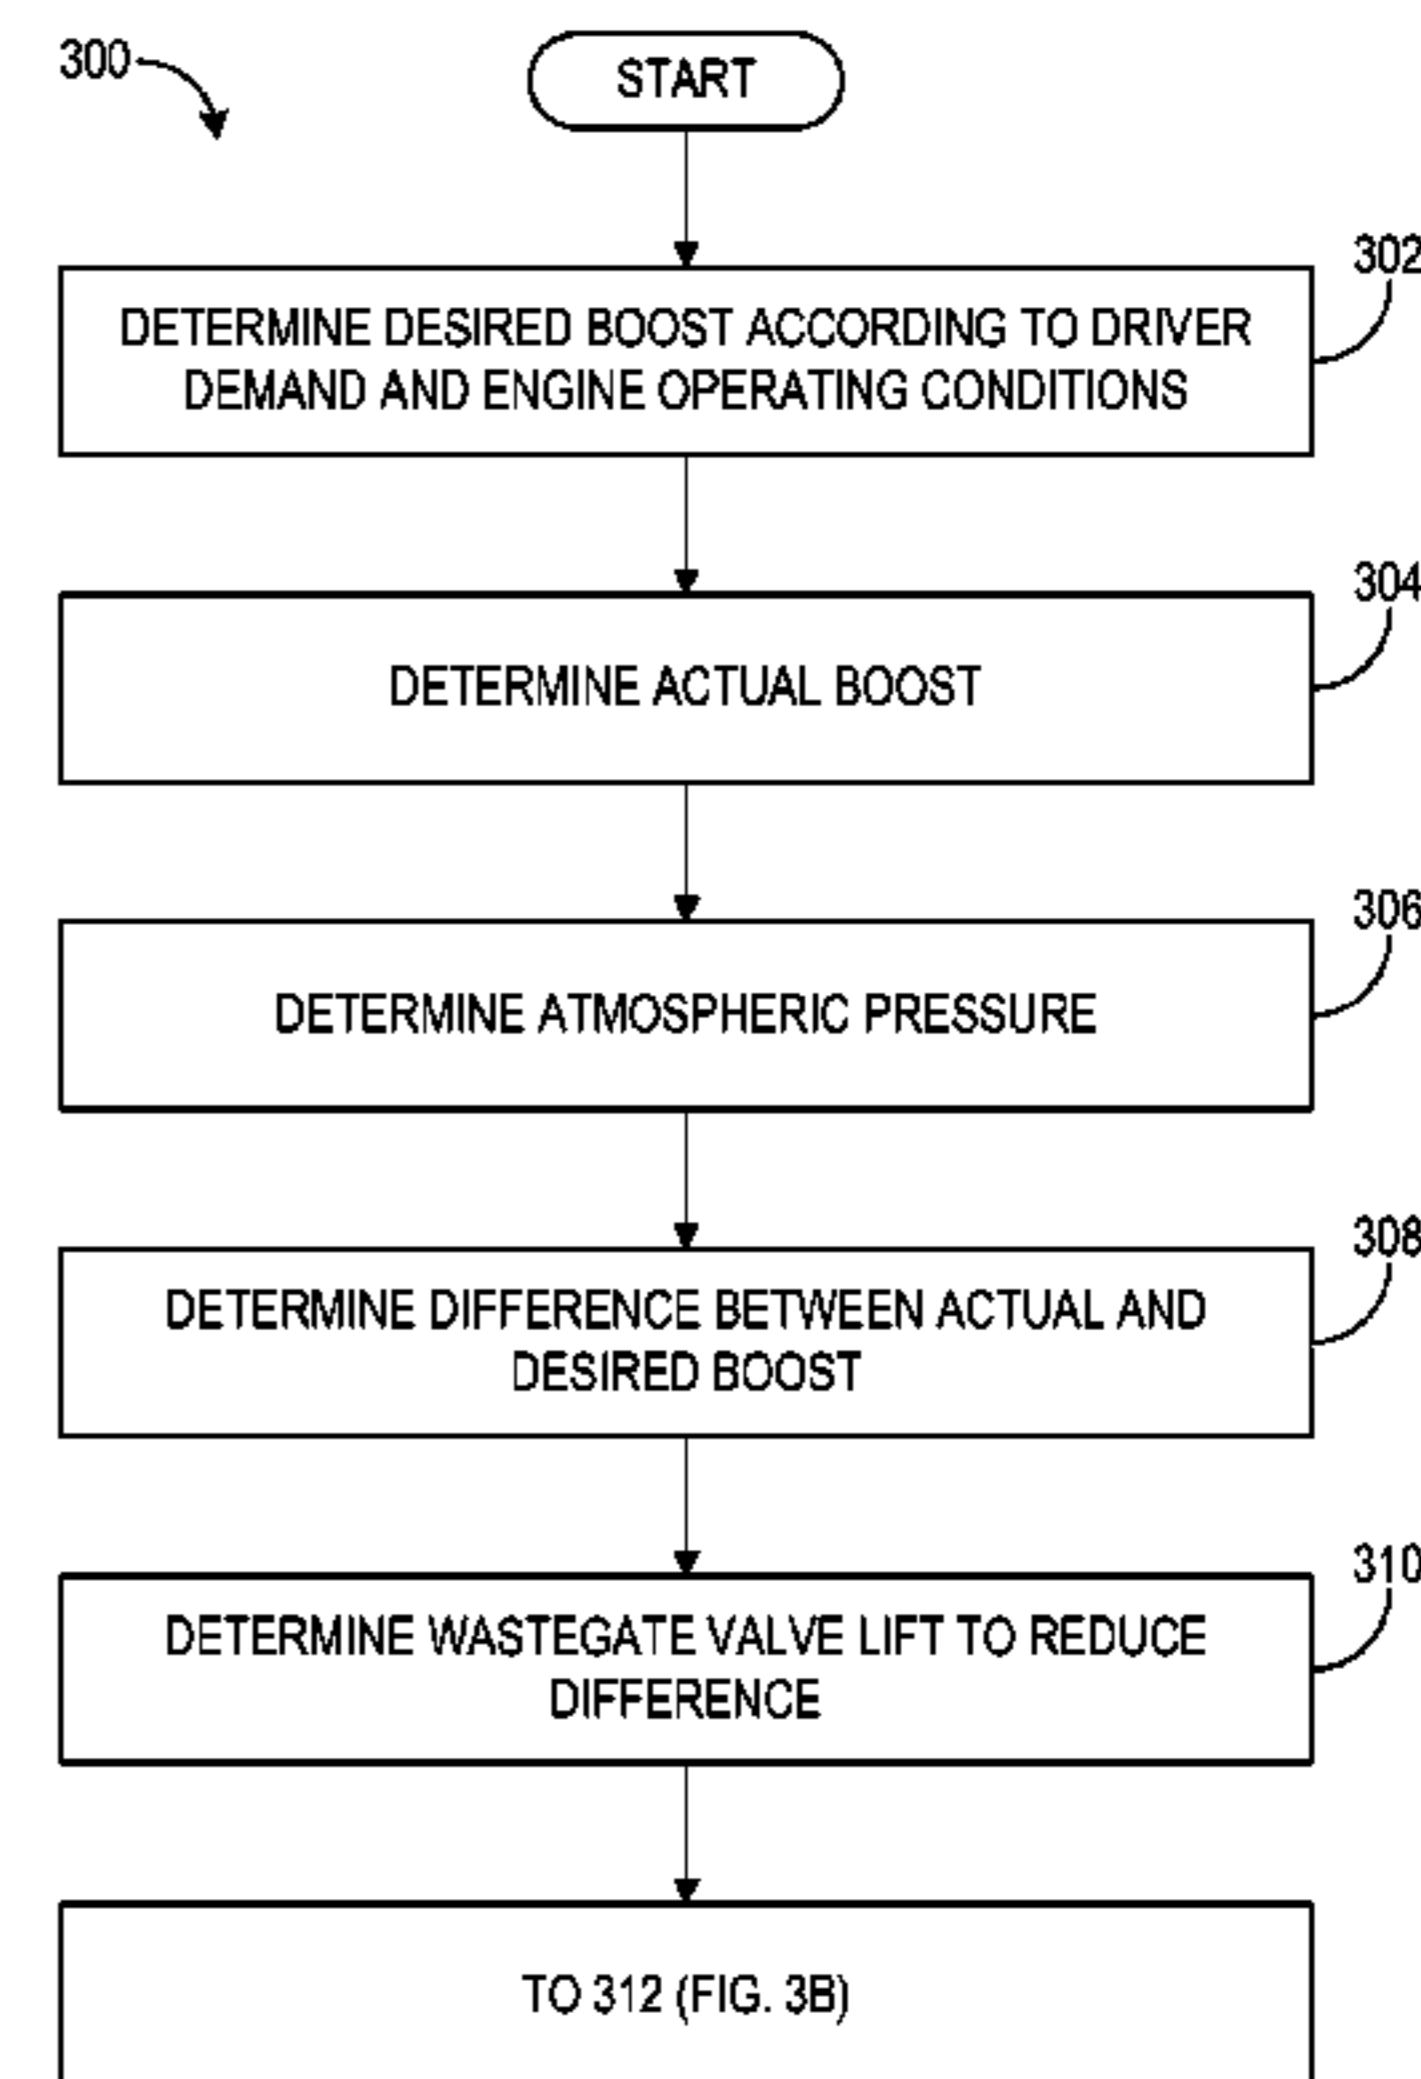 300
START
302
DETERMINE DESIRED BOOST ACCORDING TO DRIVER
DEMAND AND ENGINE OPERATING CONDITIONS
304
DETERMINE ACTUAL BOOST
306
DETERMINE ATMOSPHERIC PRESSURE
308
DETERMINE DIFFERENCE BETWEEN ACTUAL AND
DESIRED BOOST
310
DETERMINE WASTEGATE VALVE LIFT TO REDUCE
DIFFERENCE
TO 312 (FIG. 3B)